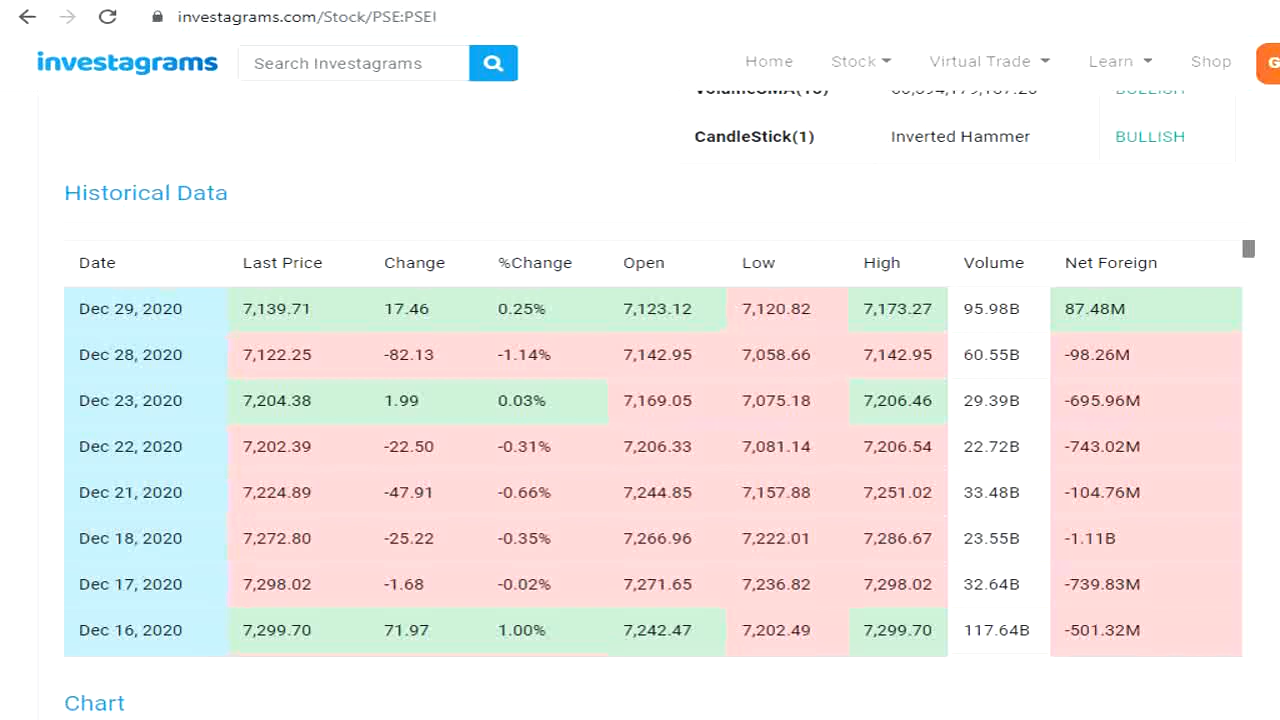 investagrams.com/Stock/PSE:PSEI
investagrams Search Investagrams Home Stock Virtual Trade Learn Shop G
CandleStick(1) Inverted Hammer BULLISH
Historical Data
Date Last Price Change %Change Open Low High Volume Net Foreign
Dec 29, 2020 7,139.71 17.46 0.25% 7,123.12 7,120.82 7,173.27 95.98B 87.48M
Dec 28, 2020 7,122.25 -82.13 -1.14% 7,142.95 7,058.66 7,142.95 60.55B -98.26M
Dec 23, 2020 7,204.38 1.99 0.03% 7,169.05 7,075.18 7,206.46 29.39B -695.96M
Dec 22, 2020 7,202.39 -22.50 -0.31% 7,206.33 7,081.14 7,206.54 22.72B -743.02M
Dec 21, 2020 7,224.89 -47.91 -0.66% 7,244.85 7,157.88 7,251.02 33.48B -104.76M
Dec 18, 2020 7,272.80 -25.22 -0.35% 7,266.96 7,222.01 7,286.67 23.55B -1.11B
Dec 17, 2020 7,298.02 -1.68 -0.02% 7,271.65 7,236.82 7,298.02 32.64B -739.83M
Dec 16, 2020 7,299.70 71.97 1.00% 7,242.47 7,202.49 7,299.70 117.64B -501.32M
Chart